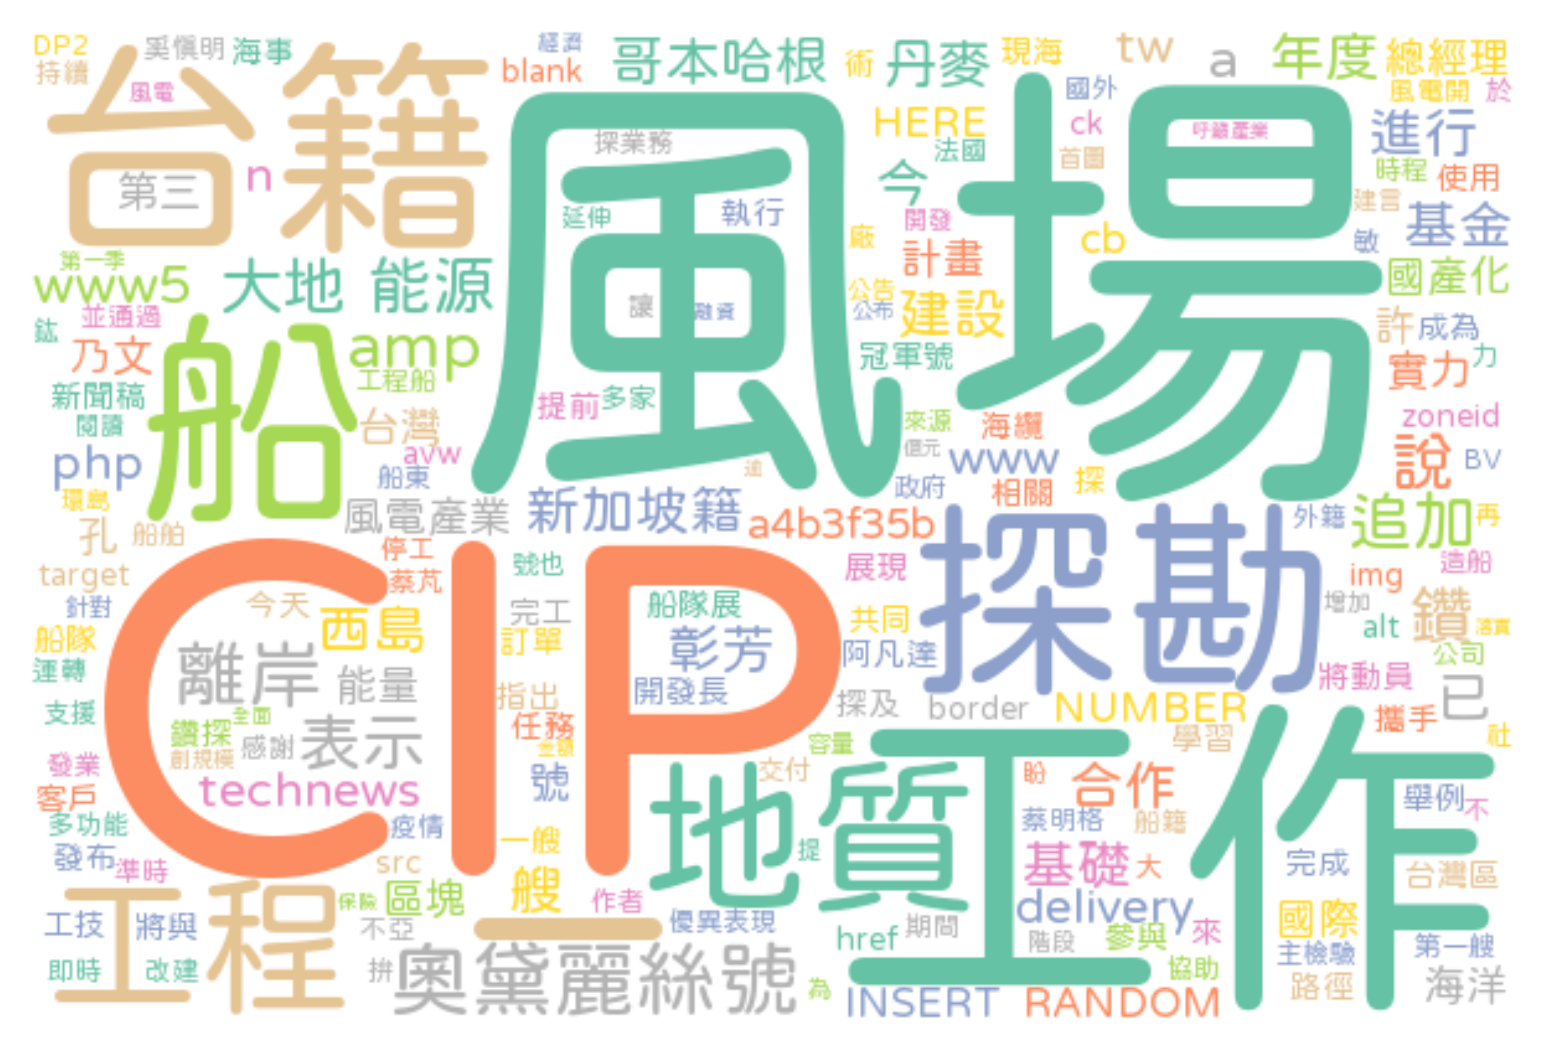 DP2
奚慎明
海事
經濟
哥本哈根
術
丹麥
現海
tw
a
年度
總經理
持續
風電
台籍
blank
國外
風電開
於
HERE
ck
呼籲產業
進行
探業務
法國
首圖
時程
使用
第三
n
風場
今
延伸
執行
開發
建言
基金
廠
cb
敏
第一季
計畫
國產化
www5
大地
能源
公告
讓
融資
公布
建設
並通過
許
成為
鈦
乃文
船
amp
冠軍號
實力
力
工程船
新聞稿
提前
多家
閱讀
台灣
來源
海纜
zoneid
php
avw
億元
www
說
BV
船東
逾
探
環島
政府
相關
新加坡籍
風電產業
a4b3f35b
外籍
追加
再
孔
船舶
停工
號也
探勘
展現
造船
target
蔡芃
img
CIP
針對
今天
完工
船隊展
共同
增加
鑽
落實
船隊
西島
訂單
彰芳
阿凡達
alt
公司
離岸
運轉
能量
開發長
將動員
已
指出
探及
border
NUMBER
支援
鑽探
全面
任務
攜手
感謝
表示
金額
容量
學習
社
創規模
發業
technews
號
交付
盼
合作
工作
客戶
舉例
不
多功能
疫情
地質
蔡明格
船籍
一艘
發布
準時
src
提
基礎
大
完成
台灣區
艘
工程
保險
區塊
作者
delivery
一
工技
將與
不亞
優異表現
href
期間
國際
階段
參與
來
主檢驗
第一艘
即時
改建
拚
奧黛麗絲號
協助
路徑
海洋
為
INSERT
RANDOM